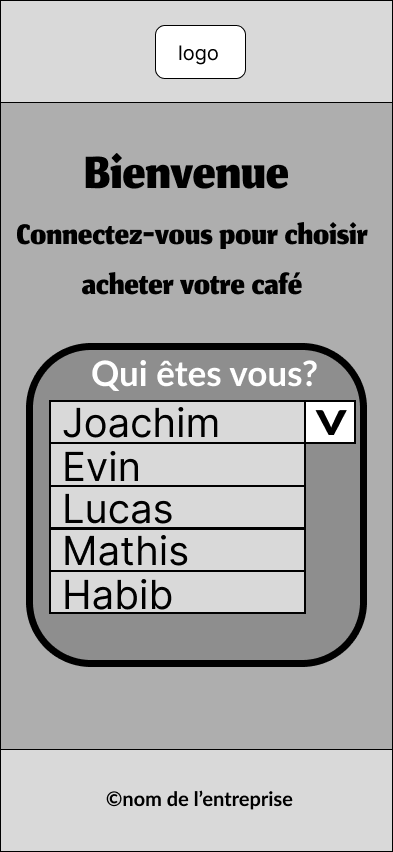 logo
Bienvenue
Connectez-vous pour choisir
acheter votre café
Qui êtes vous?
Joachim V
Evin
Lucas
Mathis
Habib
©nom de l’entreprise